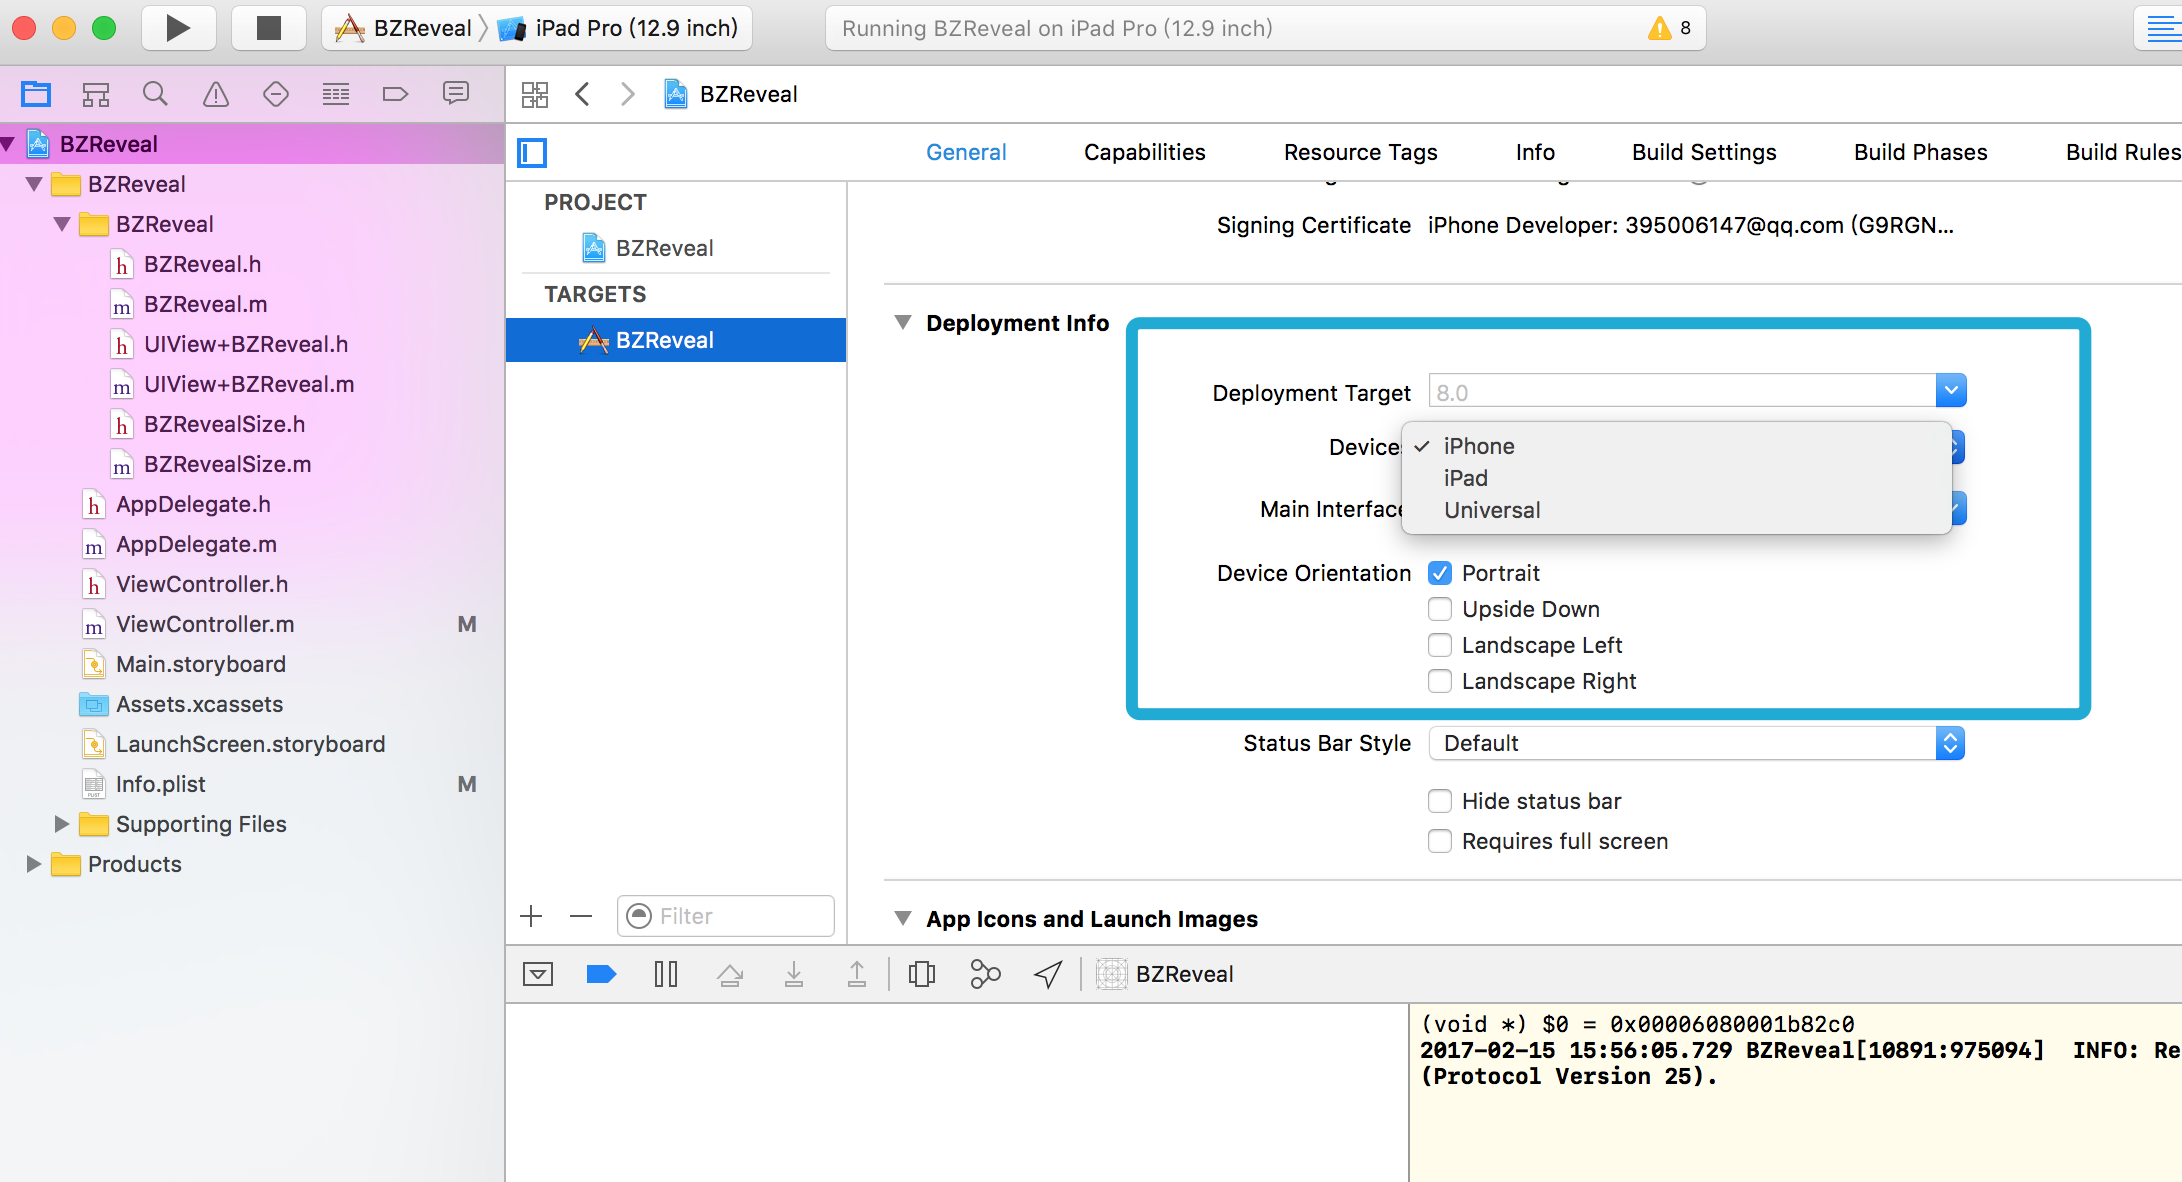 BZReveal
iPad Pro (12.9 inch)
Running BZReveal on iPad Pro (12.9 inch)
8
BZReveal
BZReveal
BZReveal
BZReveal
h BZReveal.h
m BZReveal.m
h UIView+BZReveal.h
m UIView+BZReveal.m
h BZRevealSize.h
m BZRevealSize.m
h AppDelegate.h
m AppDelegate.m
h ViewController.h
m ViewController.m M
Main.storyboard
Assets.xcassets
LaunchScreen.storyboard
Info.plist M
Supporting Files
Products
General Capabilities Resource Tags Info Build Settings Build Phases Build Rules
PROJECT
BZReveal
TARGETS
BZReveal
Filter
Signing Certificate iPhone Developer: 395006147@qq.com (G9RGN...
Deployment Info
Deployment Target 8.0
Device
iPhone
iPad
Universal
Main Interface
Device Orientation Portrait
Upside Down
Landscape Left
Landscape Right
Status Bar Style Default
Hide status bar
Requires full screen
App Icons and Launch Images
BZReveal
(void *) $0 = 0x00006080001b82c0
2017-02-15 15:56:05.729 BZReveal[10891:975094] INFO: Re
(Protocol Version 25).